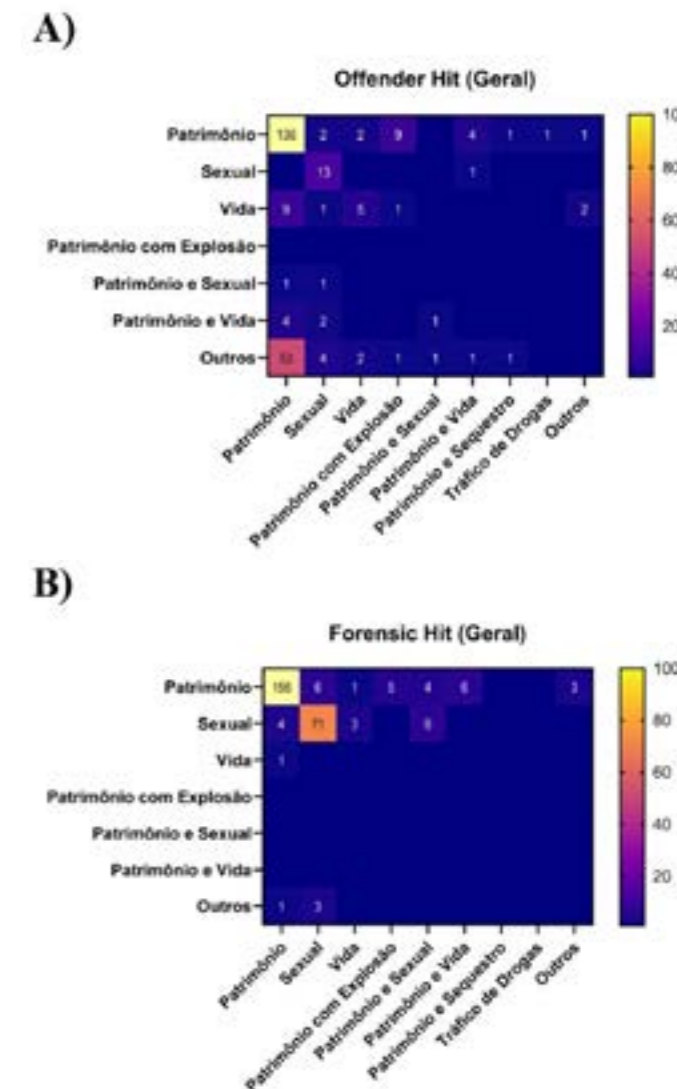 A)
Offender Hit (Geral)
Patrimônio 2 2 9 4 1 1 1
Sexual 13 1
Vida 9 1 5 1 2
Patrimônio com Explosão
Patrimônio e Sexual 1 1
Patrimônio e Vida 4 2 1
Outros 4 2 1 1 1 1
80
60
40
20
Patrimônio
Sexual
Vida
Patrimônio com Explosão
Patrimônio e Sexual
Patrimônio e Vida
Patrimônio e Sequestro
Tráfico de Drogas
Outros
B)
Forensic Hit (Geral)
Patrimônio 6 1 5 4 6 3
Sexual 4 71 3
Vida 1
Patrimônio com Explosão
Patrimônio e Sexual
Patrimônio e Vida
Outros 1 3
100
80
60
40
20
Patrimônio
Sexual
Vida
Patrimônio com Explosão
Patrimônio e Sexual
Patrimônio e Vida
Patrimônio e Sequestro
Tráfico de Drogas
Outros